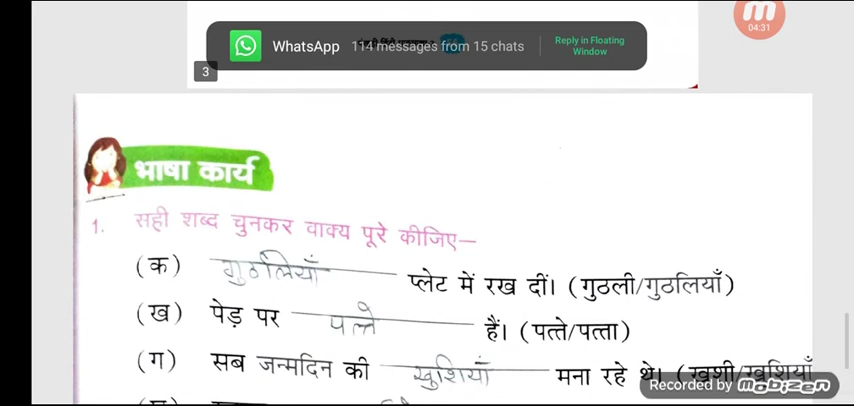 WhatsApp 114 messages from 15 chats Reply in Floating Window
04:31
3
भाषा कार्य
1. सही शब्द चुनकर वाक्य पूरे कीजिए—
(क) गुठलियाँ प्लेट में रख दीं। (गुठली/गुठलियाँ)
(ख) पेड़ पर पत्ते हैं। (पत्ते/पत्ता)
(ग) सब जन्मदिन की खुशियाँ मना रहे थे। (खुशी/खुशियाँ
Recorded by mobizen